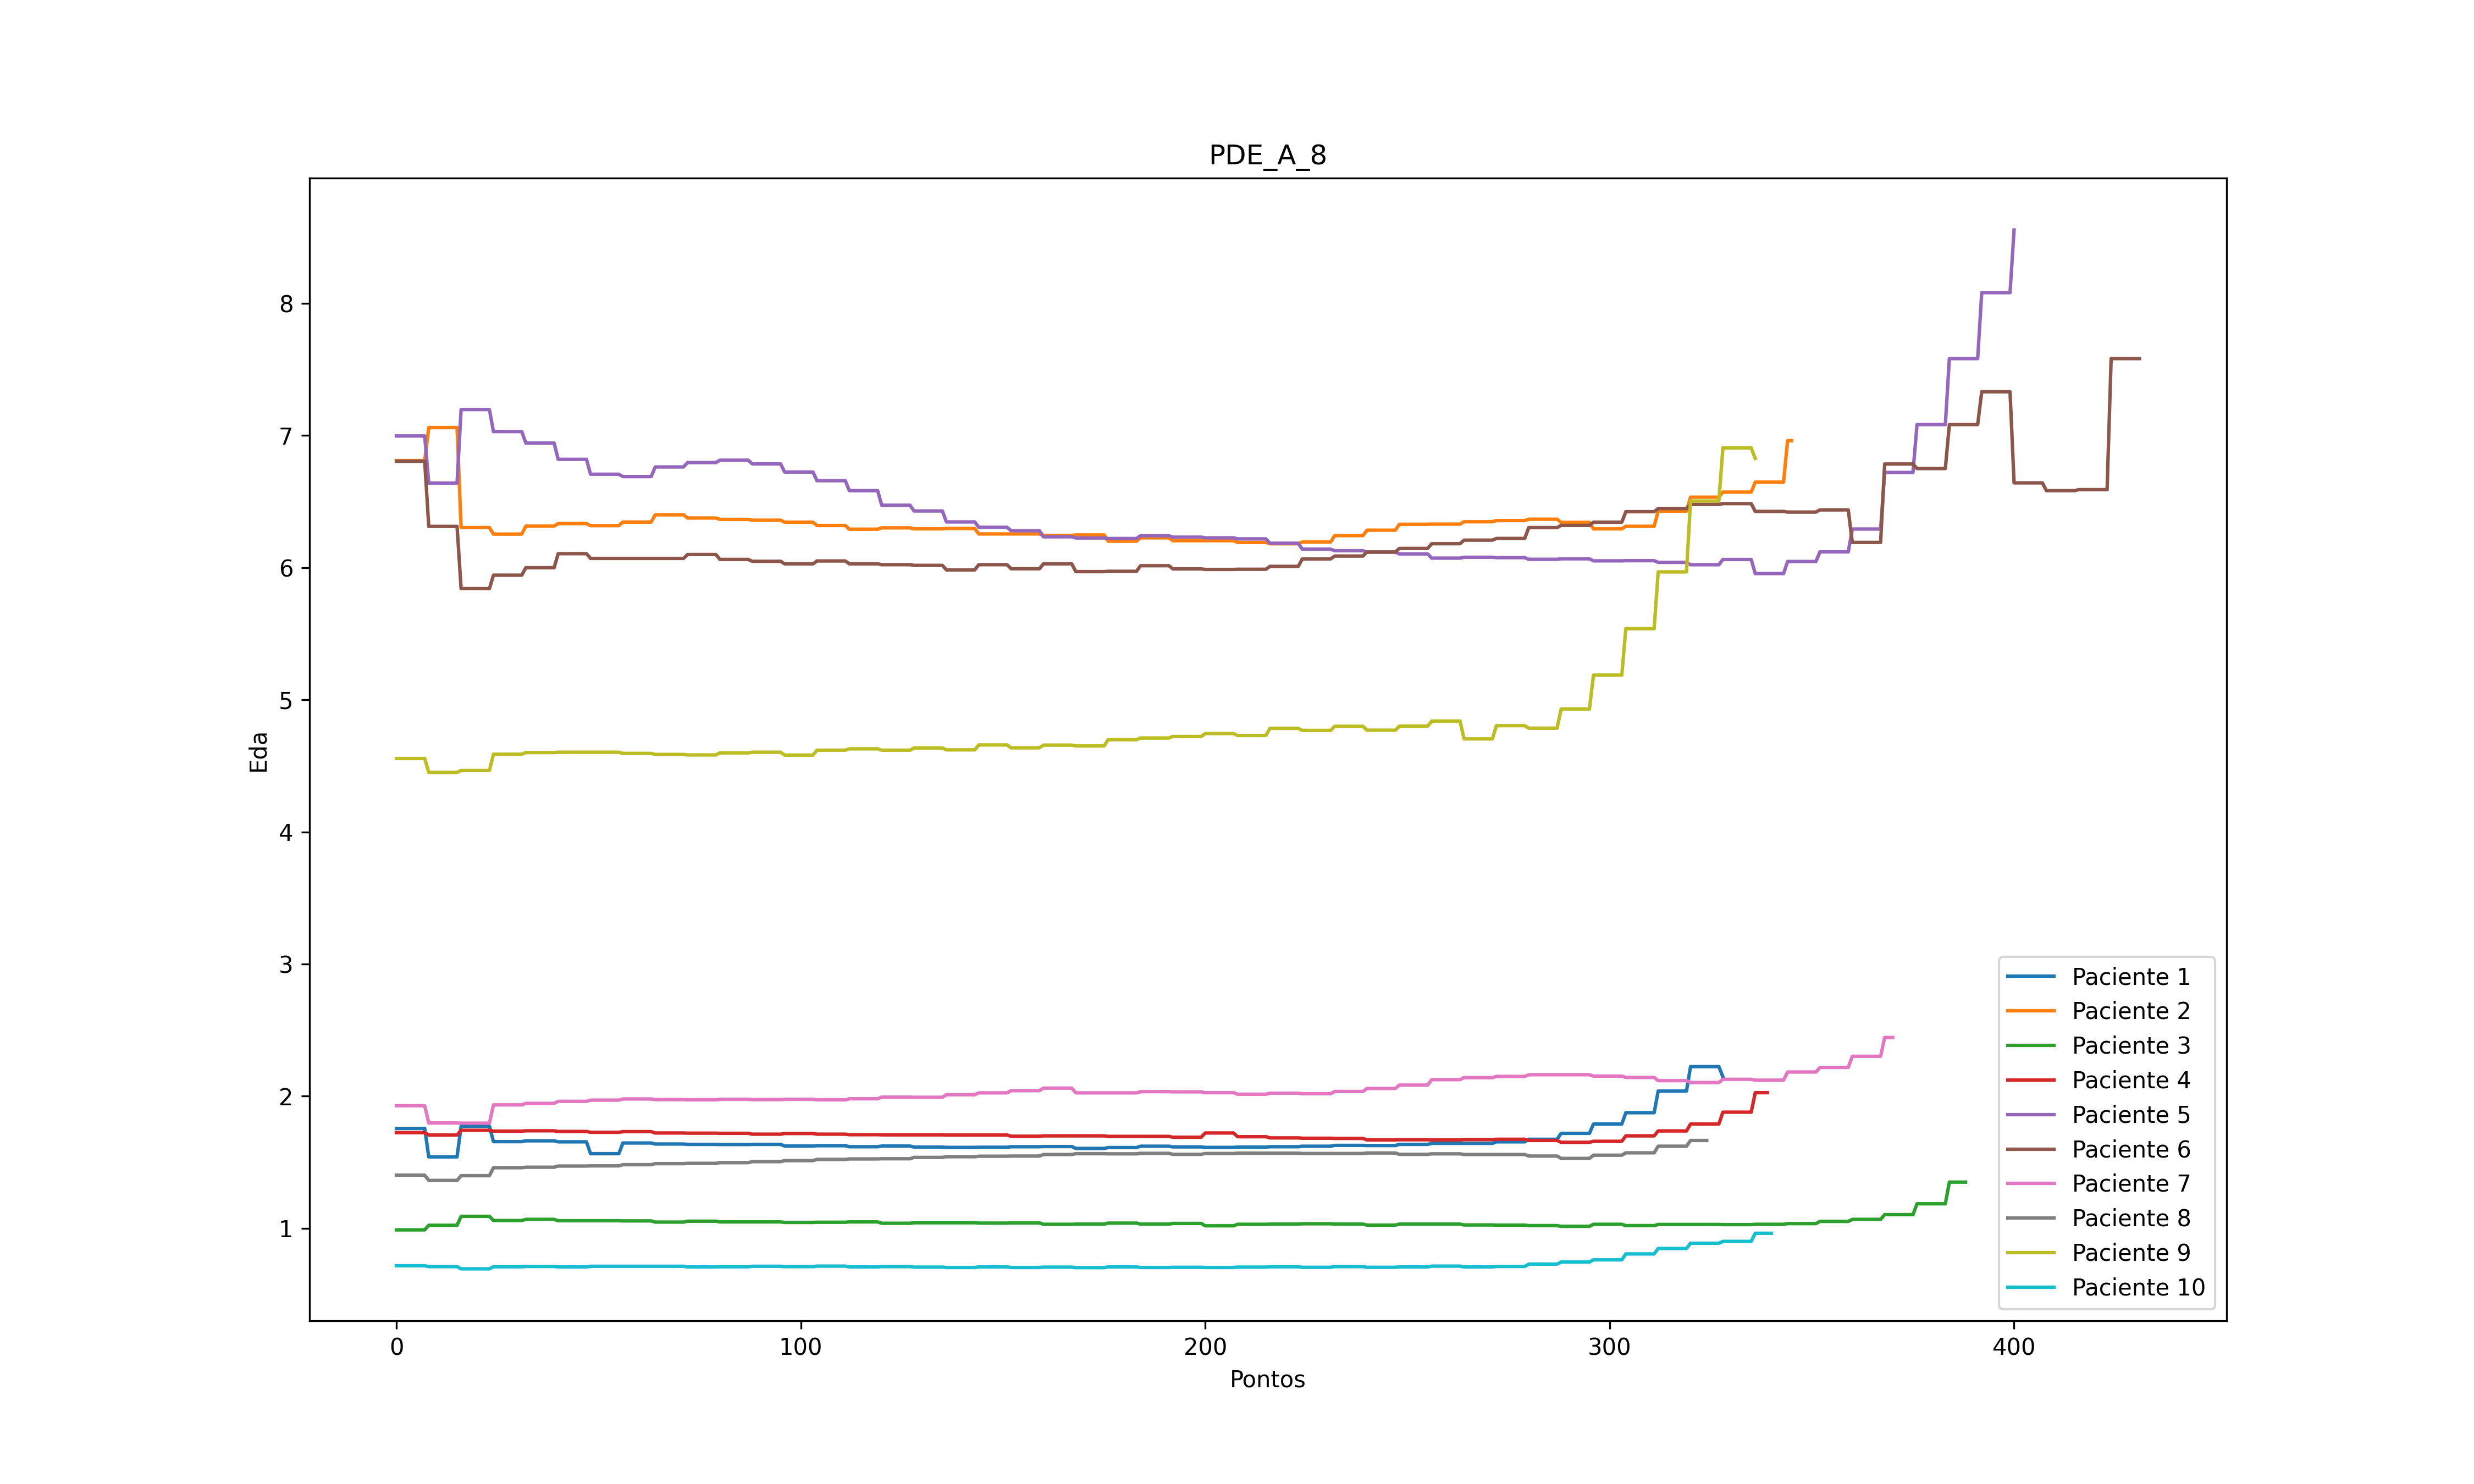 PDE_A_8
8
7
6
5
4
3
2
1
Eda
0 100 200 300 400
Pontos
Paciente 1
Paciente 2
Paciente 3
Paciente 4
Paciente 5
Paciente 6
Paciente 7
Paciente 8
Paciente 9
Paciente 10